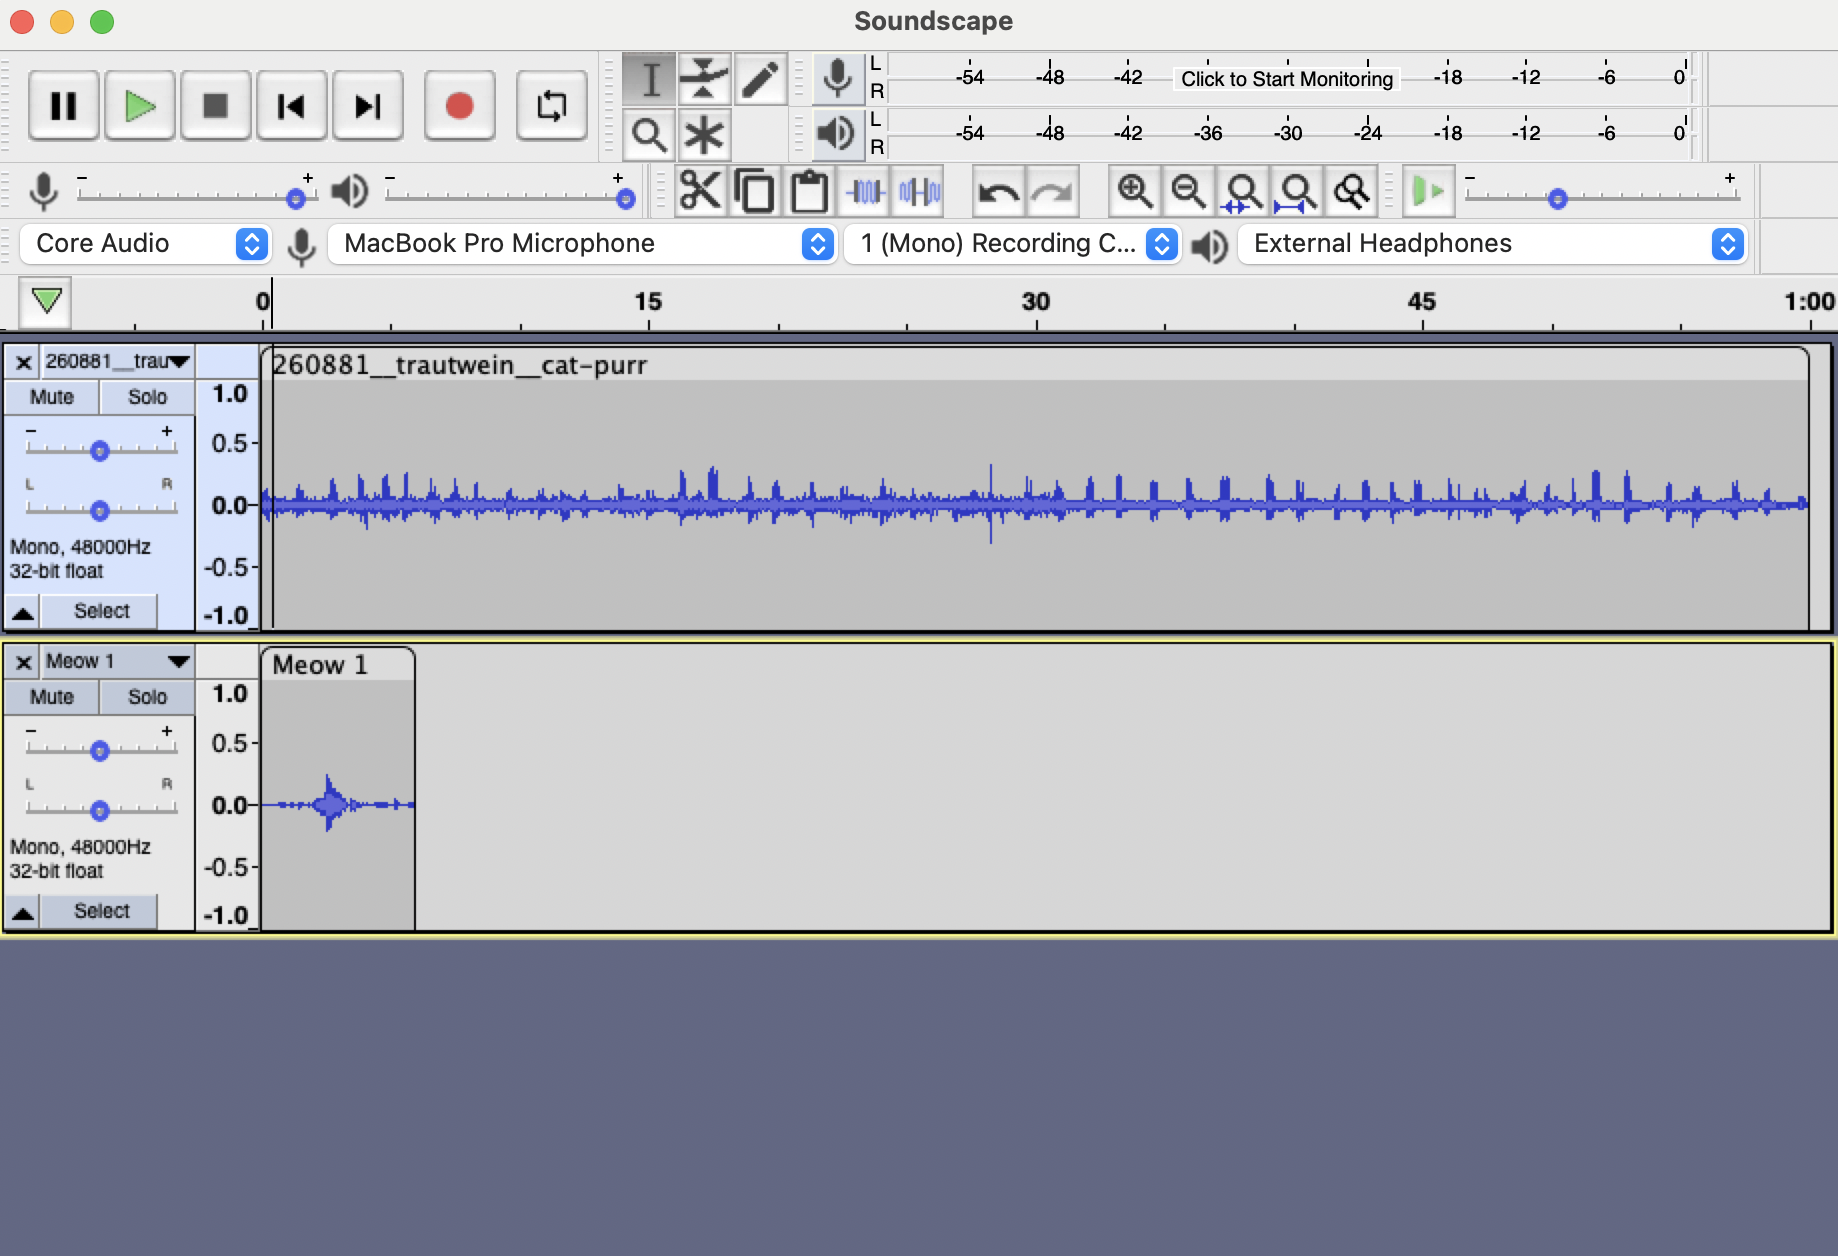 Soundscape
L
R
-54 -48 -42 Click to Start Monitoring -18 -12 -6 0
L
R
-54 -48 -42 -36 -30 -24 -18 -12 -6 0
- + - + - +
Core Audio MacBook Pro Microphone 1 (Mono) Recording C... External Headphones
0 15 30 45 1:00
260881__trau 260881__trautwein__cat-purr
Mute Solo 1.0
- + 0.5
L R
0.0
Mono, 48000Hz
32-bit float -0.5
Select -1.0
Meow 1 Meow 1
Mute Solo 1.0
- + 0.5
L R
0.0
Mono, 48000Hz
32-bit float -0.5
Select -1.0